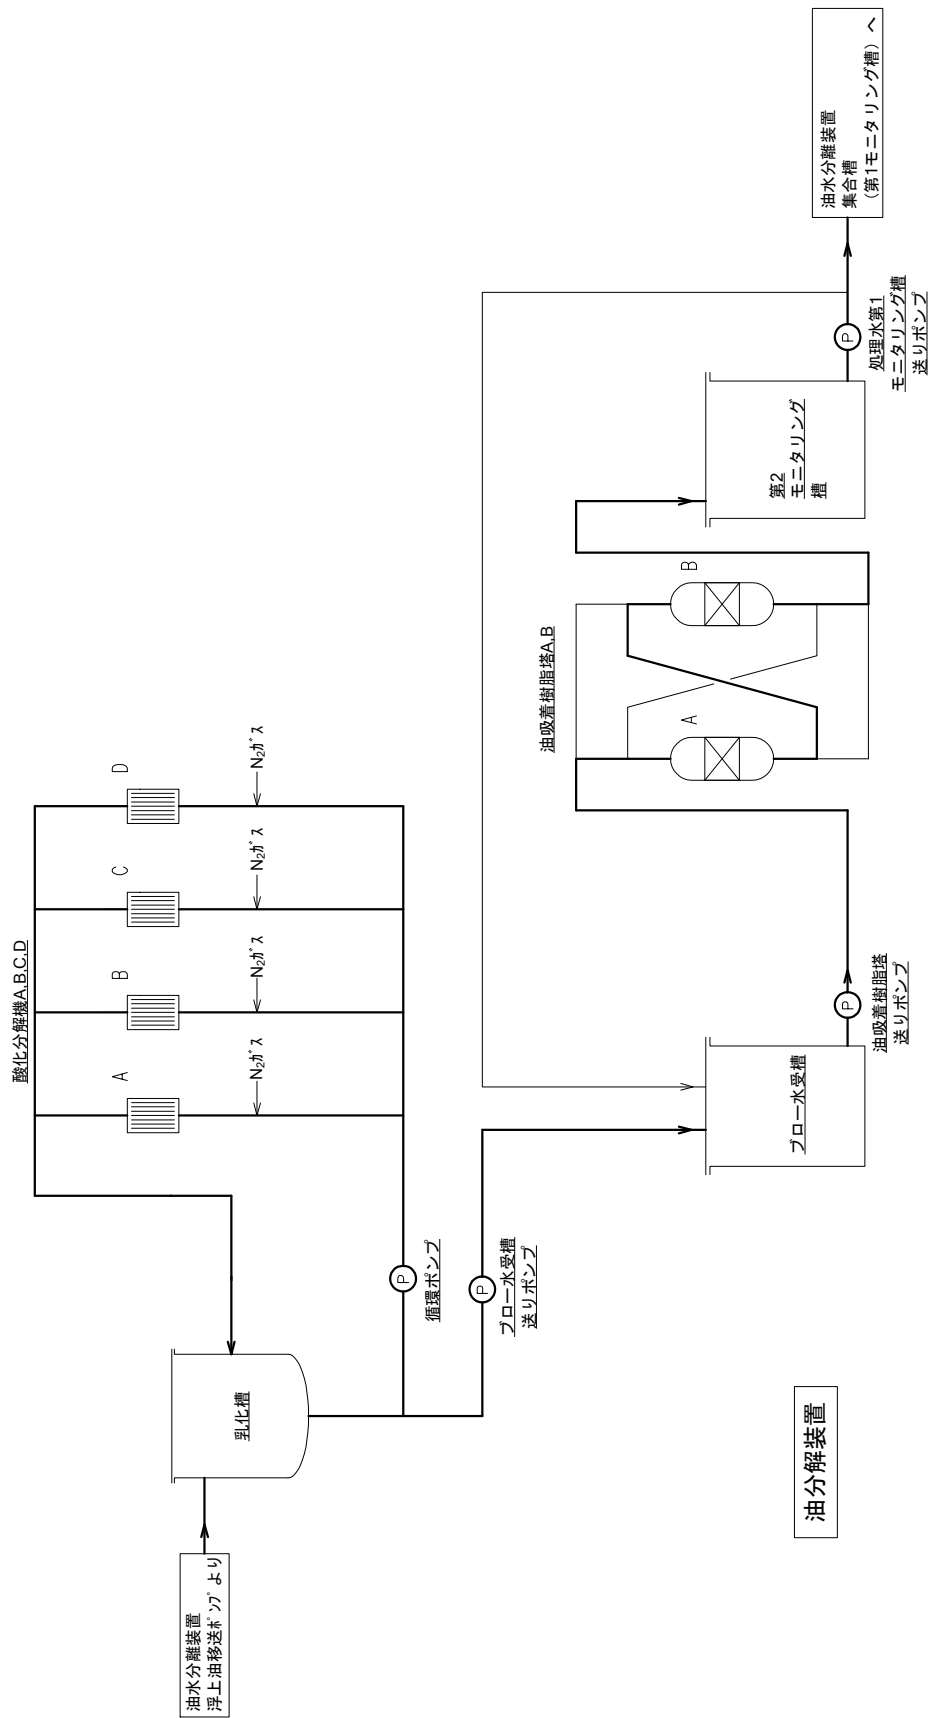 酸化分解機A,B,C,D
A
B
C
D
N₂ｶﾞｽ
N₂ｶﾞｽ
N₂ｶﾞｽ
N₂ｶﾞｽ
油水分離装置
浮上油移送ﾎﾟﾝﾌﾟより
乳化槽
P
循環ポンプ
P
ブロー水受槽
送りポンプ
ブロー水受槽
P
油吸着樹脂塔
送りポンプ
油吸着樹脂塔A,B
A
B
第2
モニタリング
槽
P
処理水第1
モニタリング槽
送りポンプ
油水分離装置
集合槽
（第1モニタリング槽）へ
油分解装置